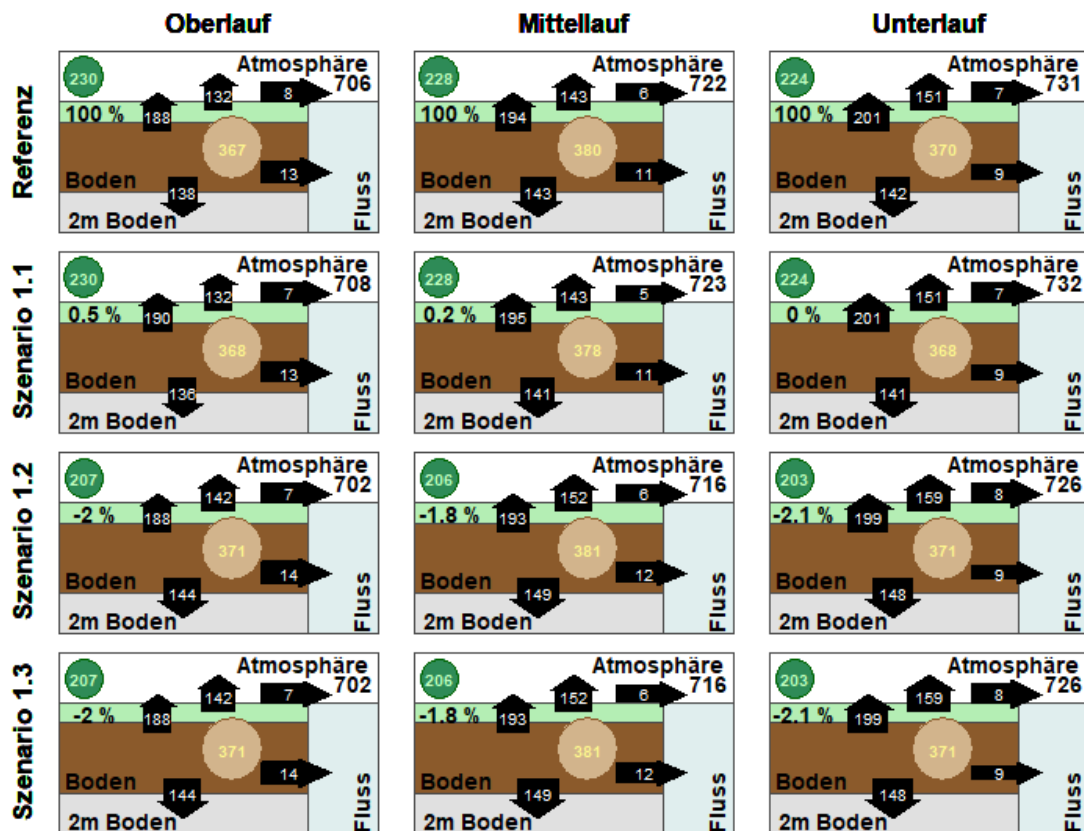 Oberlauf Mittellauf Unterlauf
Referenz
230 132 8 Atmosphäre 706
100 % 188
367
Boden 138 13
2m Boden
Fluss
228 143 6 Atmosphäre 722
100 % 194
380
Boden 143 11
2m Boden
Fluss
224 151 7 Atmosphäre 731
100 % 201
370
Boden 142 9
2m Boden
Fluss
Szenario 1.1
230 132 7 Atmosphäre 708
0.5 % 190
368
Boden 136 13
2m Boden
Fluss
228 143 5 Atmosphäre 723
0.2 % 195
378
Boden 141 11
2m Boden
Fluss
224 151 7 Atmosphäre 732
0 % 201
368
Boden 141 9
2m Boden
Fluss
Szenario 1.2
207 142 7 Atmosphäre 702
-2 % 188
371
Boden 144 14
2m Boden
Fluss
206 152 6 Atmosphäre 716
-1.8 % 193
381
Boden 149 12
2m Boden
Fluss
203 159 8 Atmosphäre 726
-2.1 % 199
371
Boden 148 9
2m Boden
Fluss
Szenario 1.3
207 142 7 Atmosphäre 702
-2 % 188
371
Boden 144 14
2m Boden
Fluss
206 152 6 Atmosphäre 716
-1.8 % 193
381
Boden 149 12
2m Boden
Fluss
203 159 8 Atmosphäre 726
-2.1 % 199
371
Boden 148 9
2m Boden
Fluss